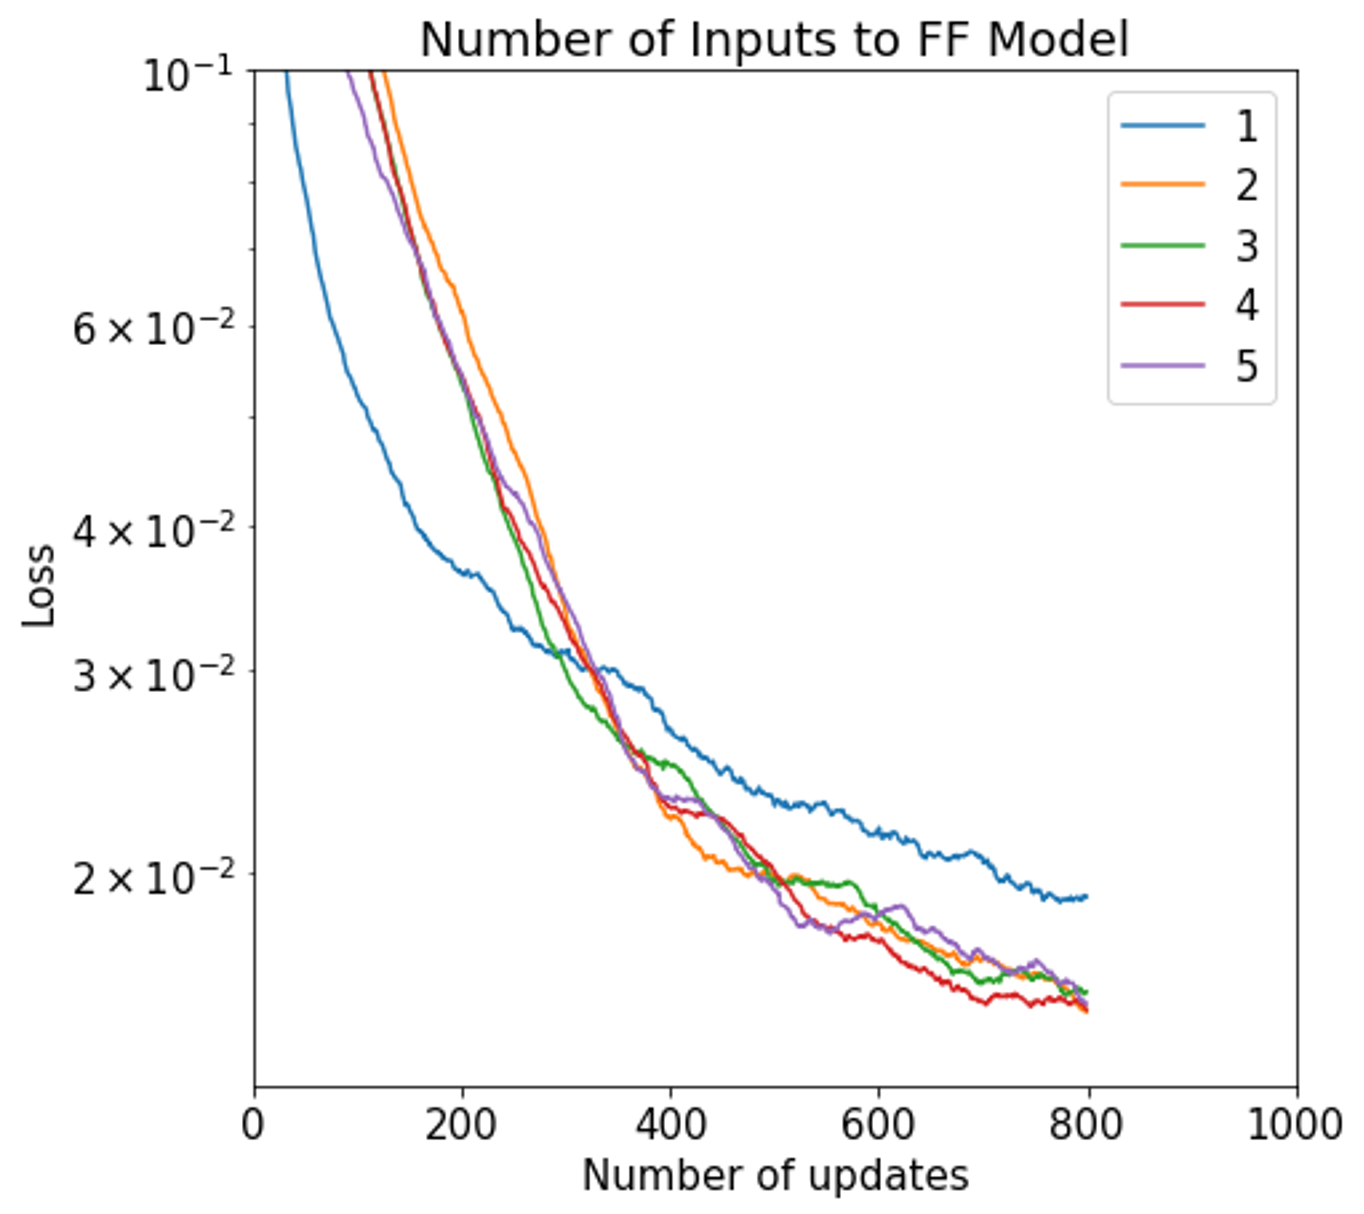 Number of Inputs to FF Model
10⁻¹
6×10⁻²
4×10⁻²
3×10⁻²
2×10⁻²
Loss
1
2
3
4
5
0 200 400 600 800 1000
Number of updates